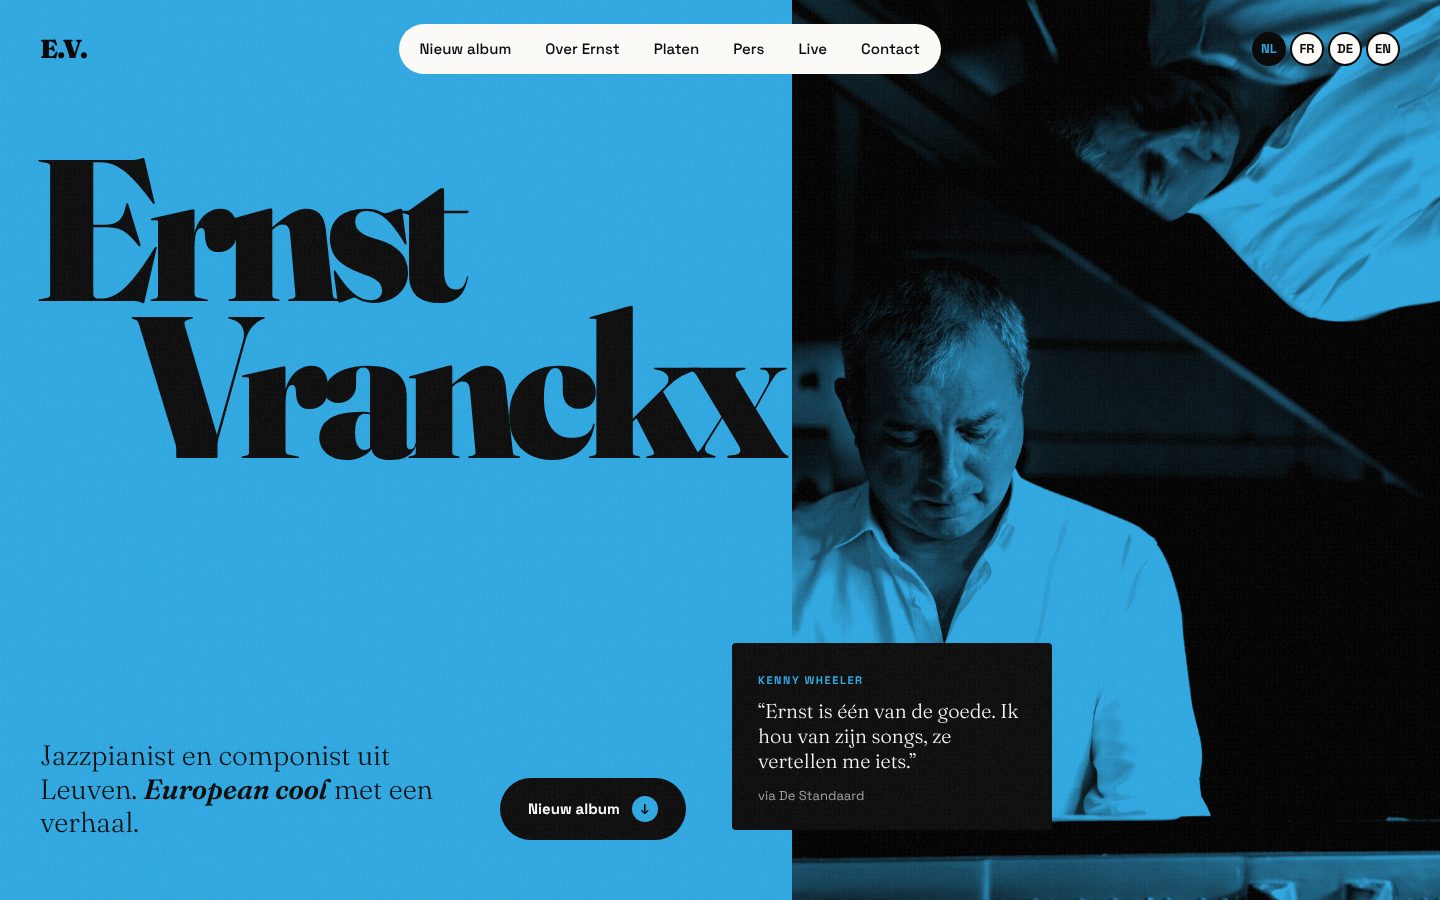 E.V.
Nieuw album
Over Ernst
Platen
Pers
Live
Contact
NL
FR
DE
EN
Ernst
Vranckx
Jazzpianist en componist uit
Leuven. European cool met een
verhaal.
Nieuw album
KENNY WHEELER
“Ernst is één van de goede. Ik
hou van zijn songs, ze
vertellen me iets.”
via De Standaard